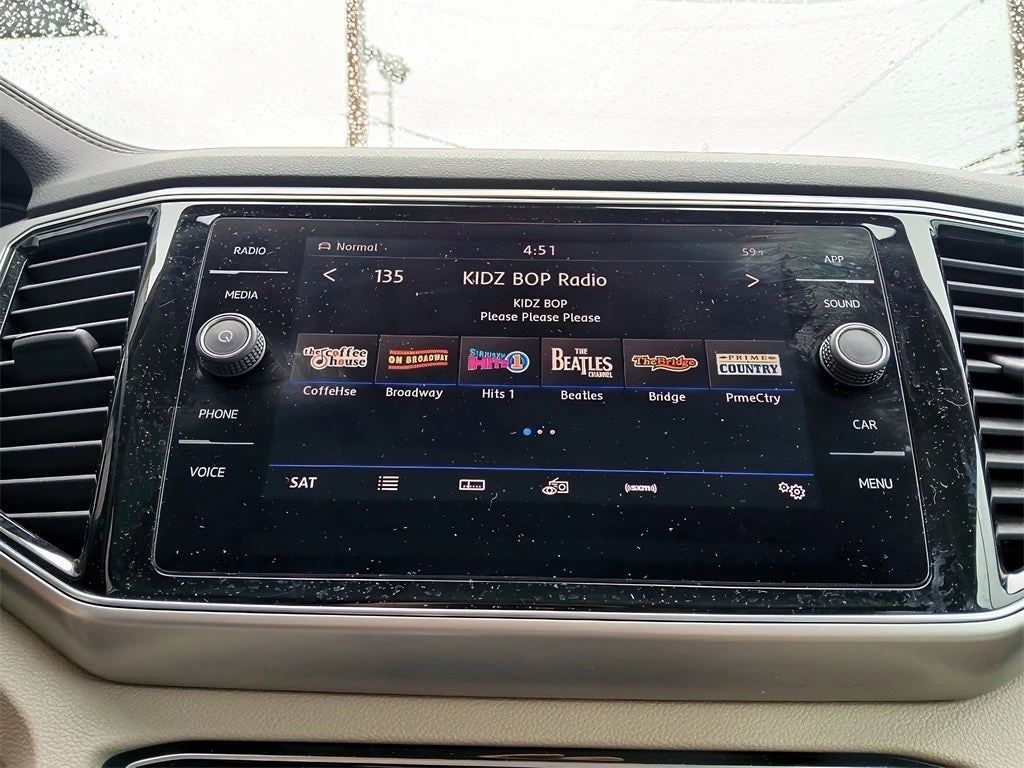 RADIO
MEDIA
PHONE
VOICE
Normal
4:51
59°F
<
135
KIDZ BOP Radio
>
KIDZ BOP
Please Please Please
the coffee house
ON BROADWAY
SiriusXM HITS 1
THE BEATLES CHANNEL
The Bridge
PRIME COUNTRY
CoffeHse
Broadway
Hits 1
Beatles
Bridge
PrmeCtry
SAT
((sxm))
APP
SOUND
CAR
MENU